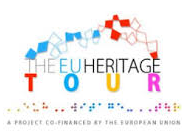 THE EU HERITAGE
TOUR
A PROJECT CO-FINANCED BY THE EUROPEAN UNION